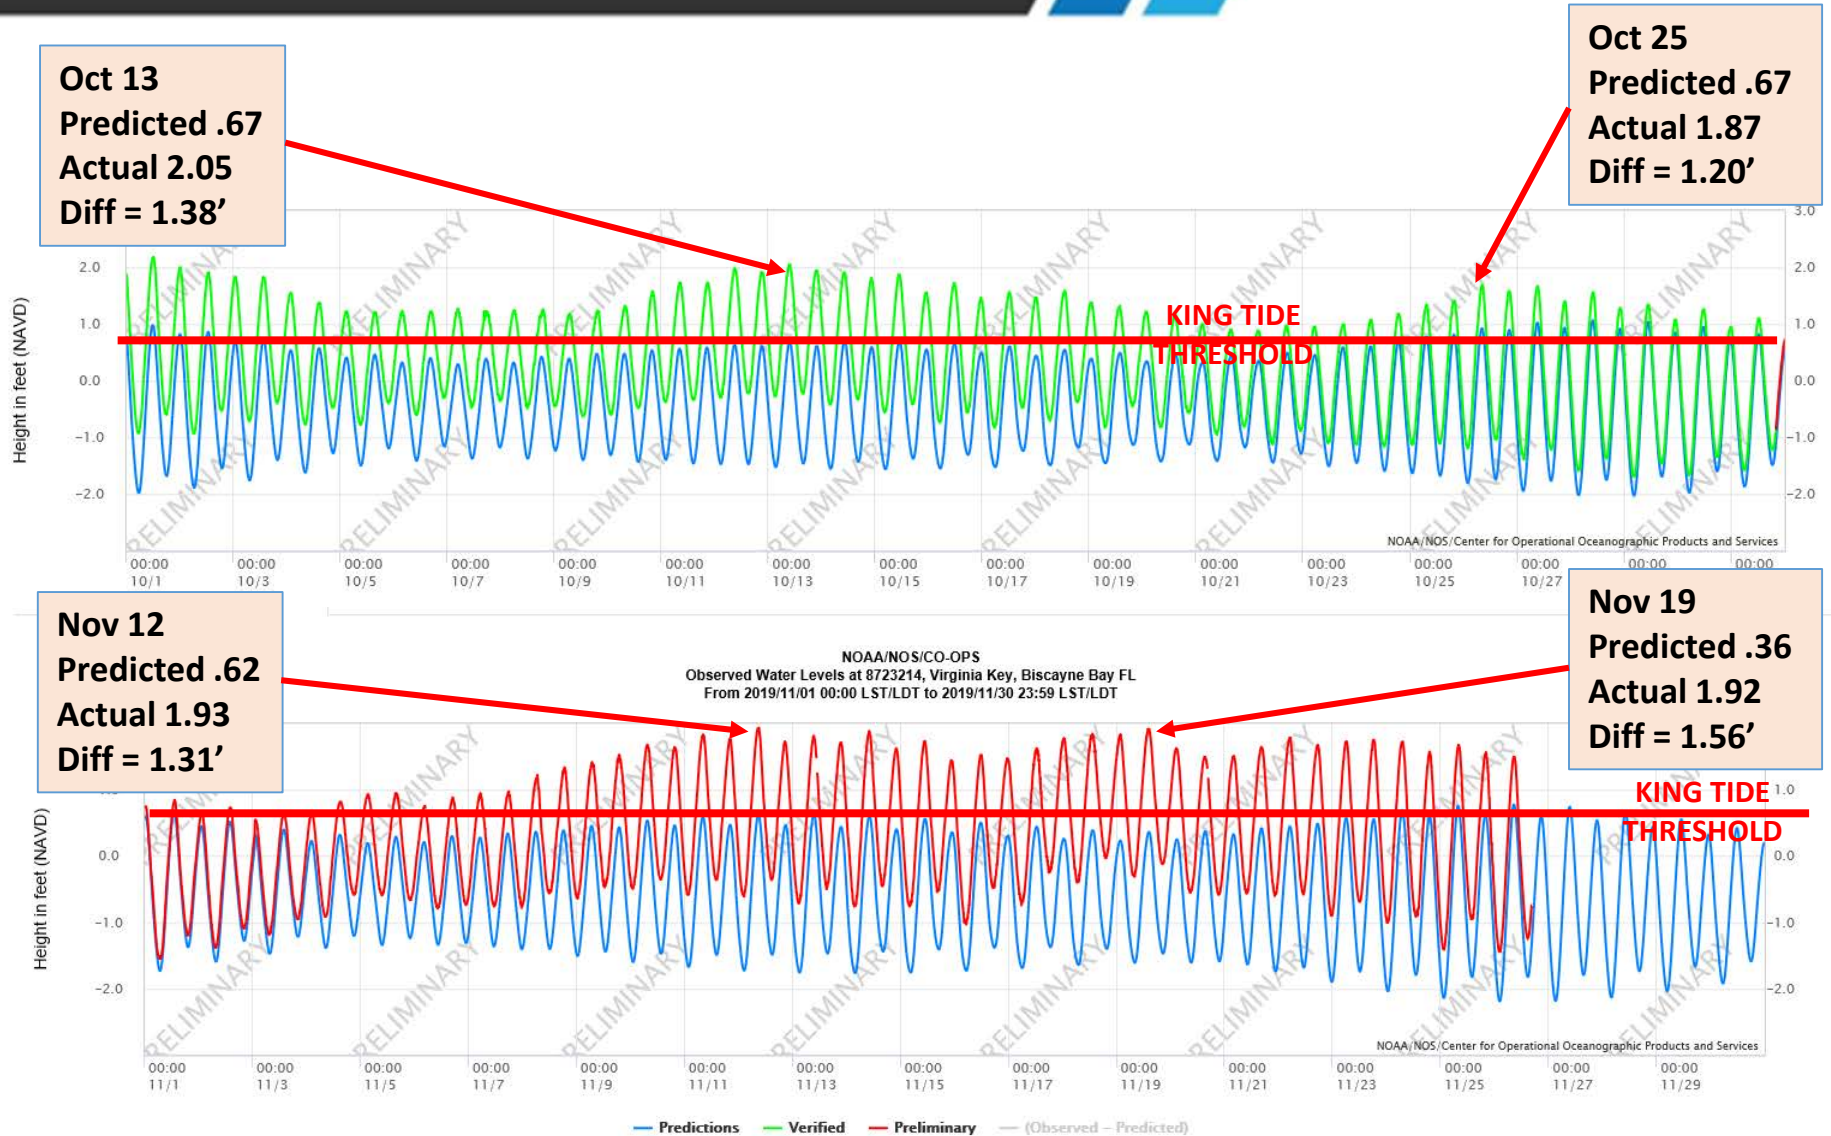 Oct 13
Predicted .67
Actual 2.05
Diff = 1.38’
Oct 25
Predicted .67
Actual 1.87
Diff = 1.20’
Height in feet (NAVD)
2.0
1.0
0.0
−1.0
−2.0
3.0
2.0
1.0
0.0
−1.0
−2.0
PRELIMINARY
KING TIDE
THRESHOLD
NOAA/NOS/Center for Operational Oceanographic Products and Services
00:00 00:00 00:00 00:00 00:00 00:00 00:00 00:00 00:00 00:00 00:00 00:00 00:00 00:00 00:00 00:00
10/1 10/3 10/5 10/7 10/9 10/11 10/13 10/15 10/17 10/19 10/21 10/23 10/25 10/27
Nov 12
Predicted .62
Actual 1.93
Diff = 1.31’
Nov 19
Predicted .36
Actual 1.92
Diff = 1.56’
NOAA/NOS/CO-OPS
Observed Water Levels at 8723214, Virginia Key, Biscayne Bay FL
From 2019/11/01 00:00 LST/LDT to 2019/11/30 23:59 LST/LDT
Height in feet (NAVD)
0.0
−1.0
−2.0
1.0
0.0
−1.0
−2.0
PRELIMINARY
KING TIDE
THRESHOLD
NOAA/NOS/Center for Operational Oceanographic Products and Services
00:00 00:00 00:00 00:00 00:00 00:00 00:00 00:00 00:00 00:00 00:00 00:00 00:00 00:00 00:00
11/1 11/3 11/5 11/7 11/9 11/11 11/13 11/15 11/17 11/19 11/21 11/23 11/25 11/27 11/29
Predictions Verified Preliminary (Observed − Predicted)